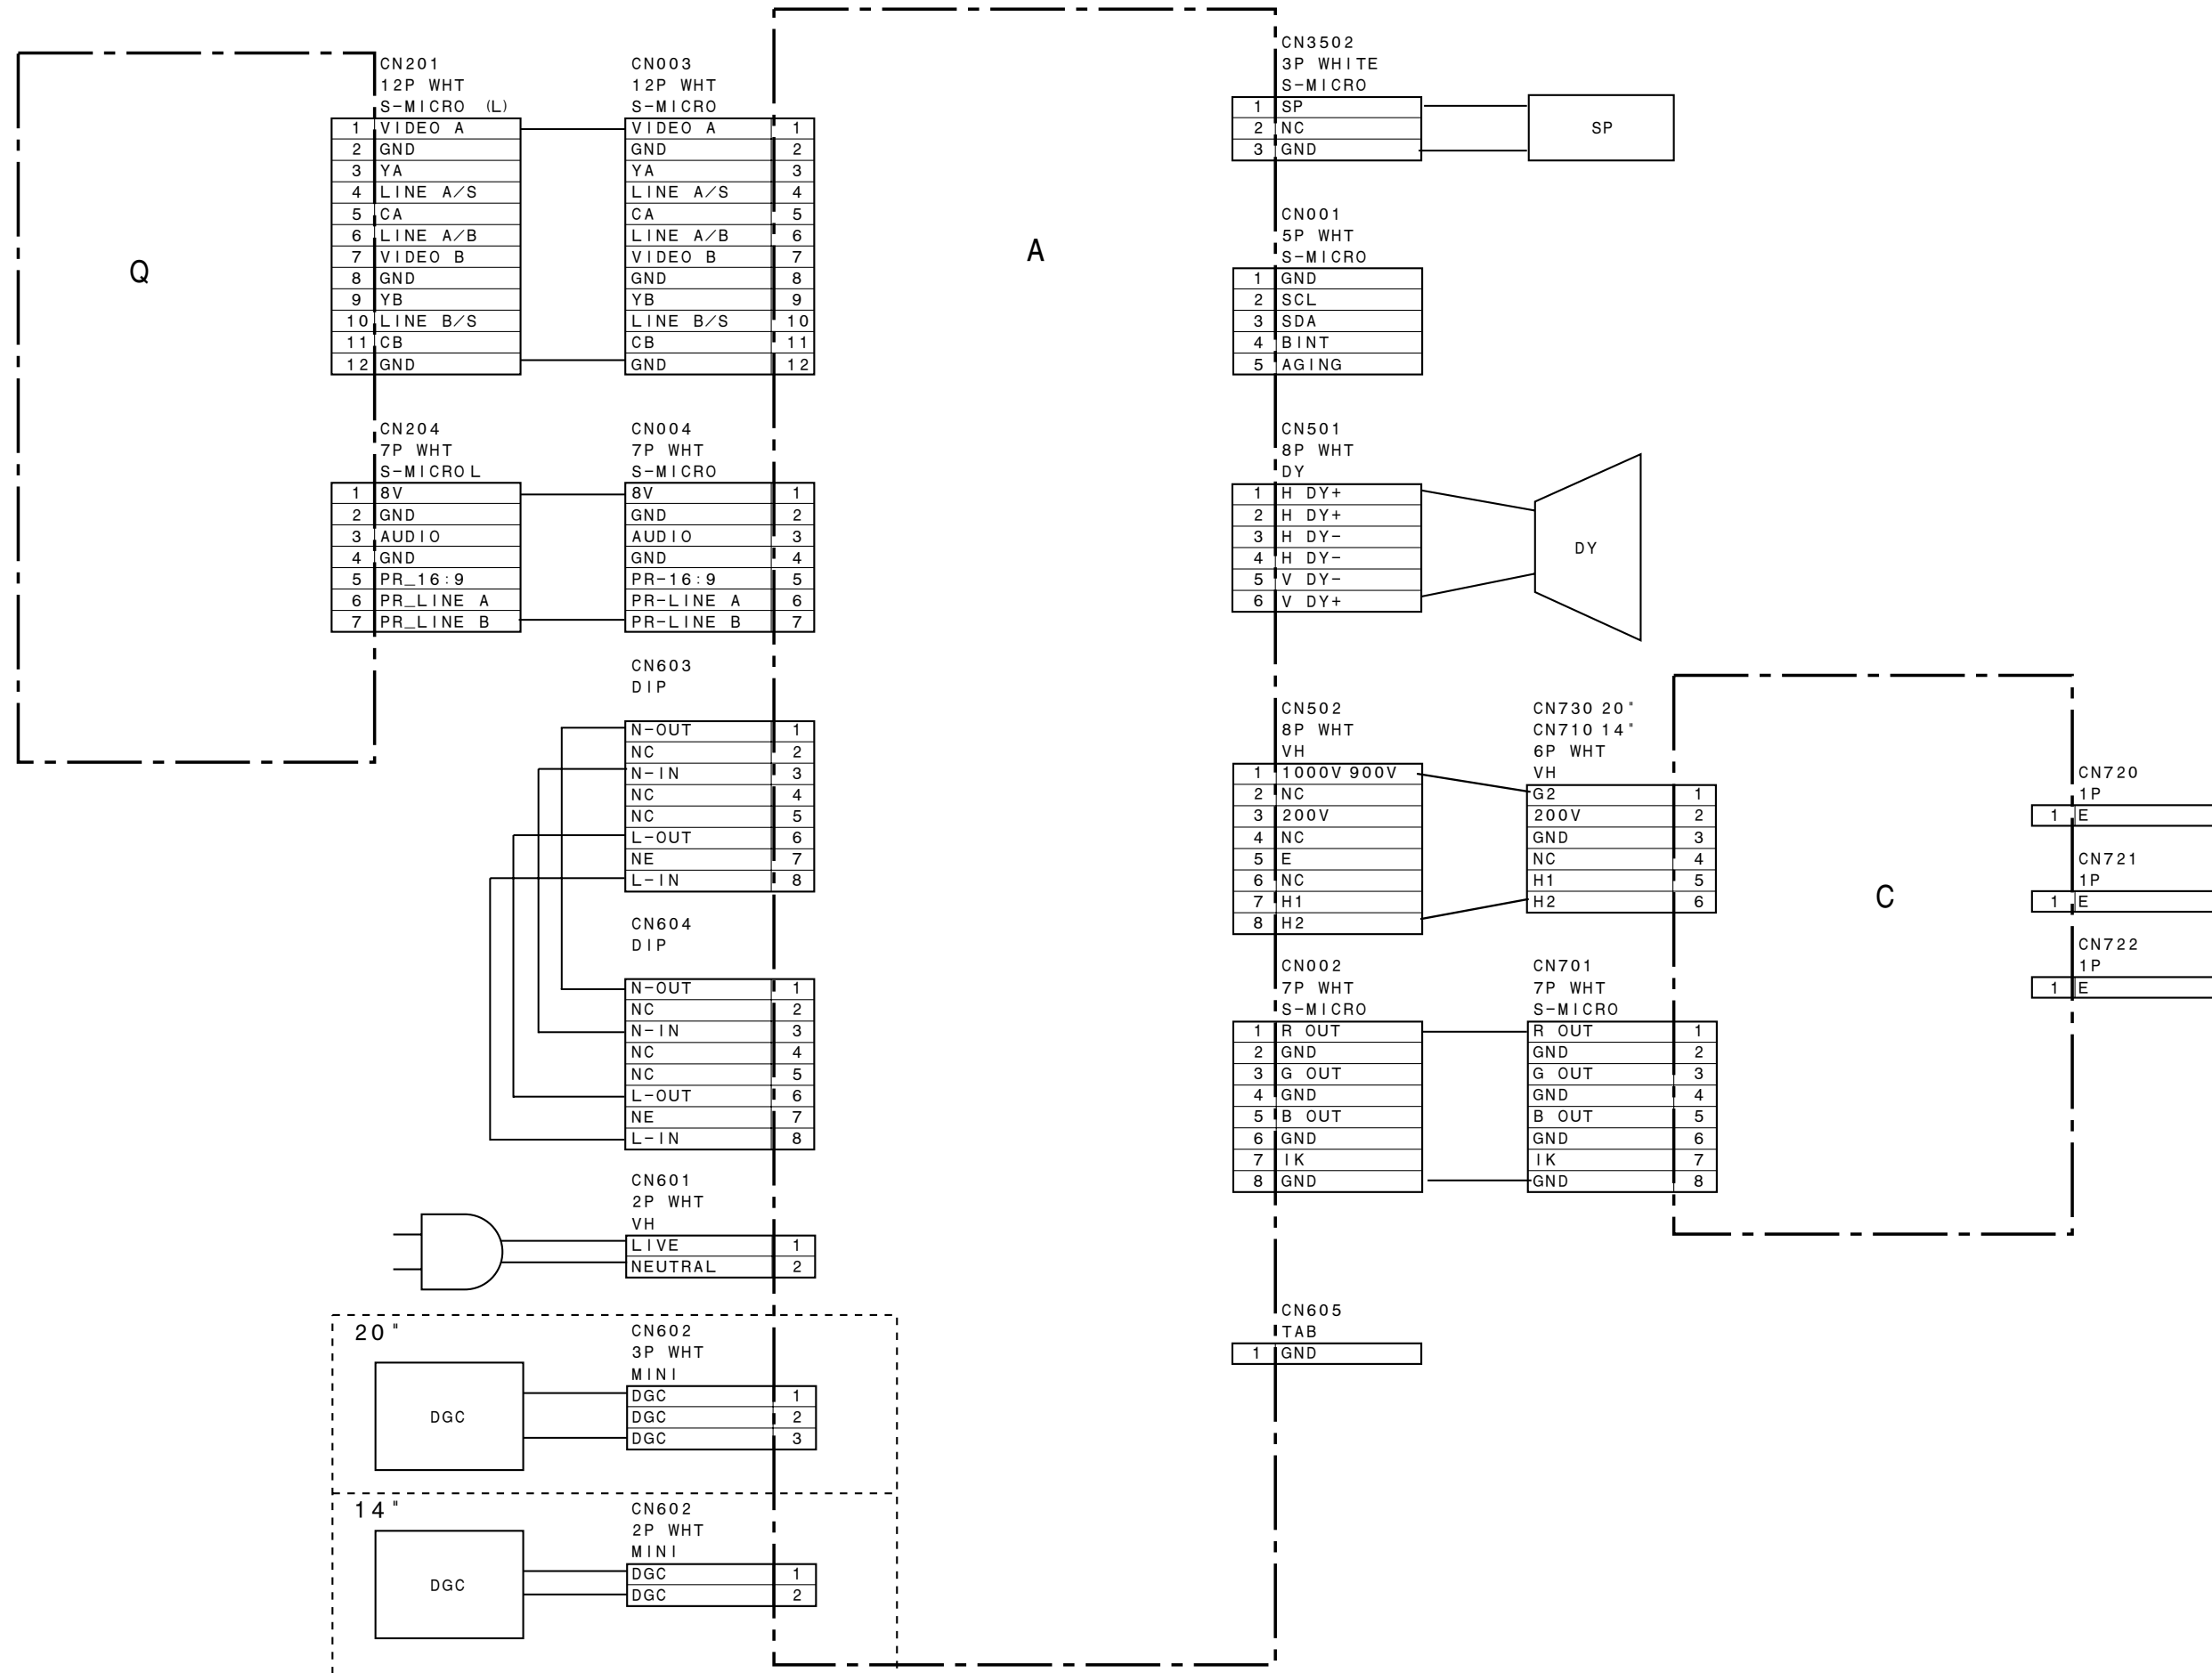 Q
CN201
12P WHT
S-MICRO (L)
1 VIDEO A
2 GND
3 YA
4 LINE A/S
5 CA
6 LINE A/B
7 VIDEO B
8 GND
9 YB
10 LINE B/S
11 CB
12 GND
CN003
12P WHT
S-MICRO
VIDEO A 1
GND 2
YA 3
LINE A/S 4
CA 5
LINE A/B 6
VIDEO B 7
GND 8
YB 9
LINE B/S 10
CB 11
GND 12
CN204
7P WHT
S-MICRO L
1 8V
2 GND
3 AUDIO
4 GND
5 PR_16:9
6 PR_LINE A
7 PR_LINE B
CN004
7P WHT
S-MICRO
8V 1
GND 2
AUDIO 3
GND 4
PR-16:9 5
PR-LINE A 6
PR-LINE B 7
CN603
DIP
N-OUT 1
NC 2
N-IN 3
NC 4
NC 5
L-OUT 6
NE 7
L-IN 8
CN604
DIP
N-OUT 1
NC 2
N-IN 3
NC 4
NC 5
L-OUT 6
NE 7
L-IN 8
CN601
2P WHT
VH
LIVE 1
NEUTRAL 2
20"
DGC
CN602
3P WHT
MINI
DGC 1
DGC 2
DGC 3
14"
DGC
CN602
2P WHT
MINI
DGC 1
DGC 2
A
CN3502
3P WHITE
S-MICRO
1 SP
2 NC
3 GND
SP
CN001
5P WHT
S-MICRO
1 GND
2 SCL
3 SDA
4 BINT
5 AGING
CN501
8P WHT
DY
1 H DY+
2 H DY+
3 H DY-
4 H DY-
5 V DY-
6 V DY+
DY
CN502
8P WHT
VH
1 1000V 900V
2 NC
3 200V
4 NC
5 E
6 NC
7 H1
8 H2
CN730 20"
CN710 14"
6P WHT
VH
G2 1
200V 2
GND 3
NC 4
H1 5
H2 6
CN002
7P WHT
S-MICRO
1 R OUT
2 GND
3 G OUT
4 GND
5 B OUT
6 GND
7 IK
8 GND
CN701
7P WHT
S-MICRO
R OUT 1
GND 2
G OUT 3
GND 4
B OUT 5
GND 6
IK 7
GND 8
CN605
TAB
1 GND
C
CN720
1P
1 E
CN721
1P
1 E
CN722
1P
1 E